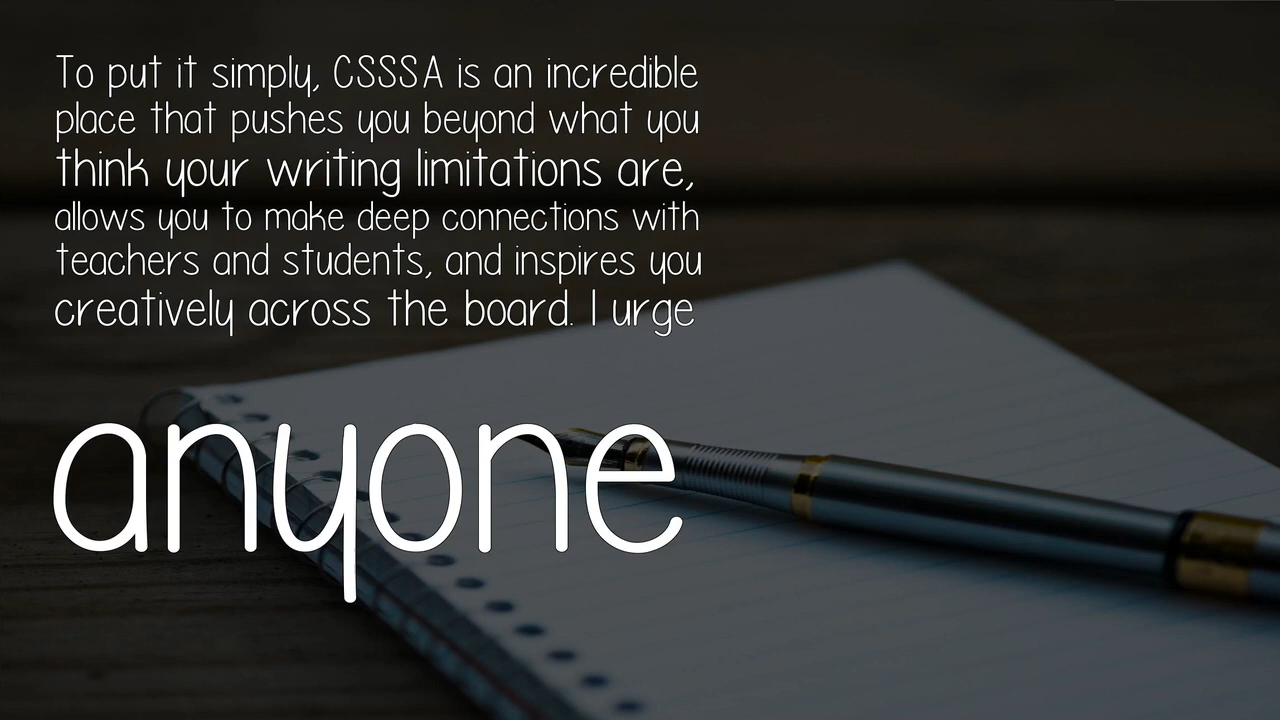 To put it simply, CSSSA is an incredible
place that pushes you beyond what you
think your writing limitations are,
allows you to make deep connections with
teachers and students, and inspires you
creatively across the board. I urge
anyone